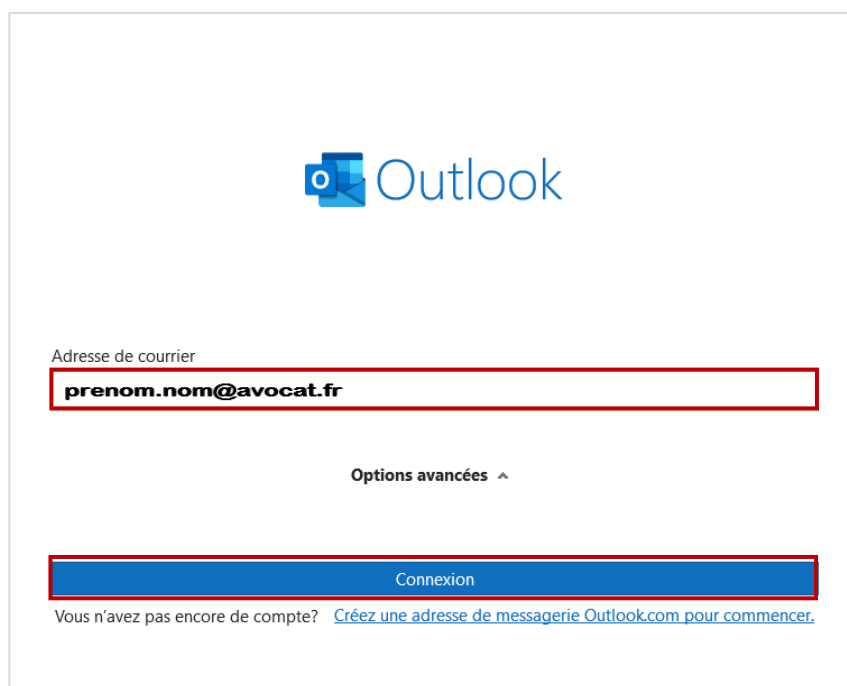 Outlook
Adresse de courrier
prenom.nom@avocat.fr
Options avancées
Connexion
Vous n'avez pas encore de compte? Créez une adresse de messagerie Outlook.com pour commencer.